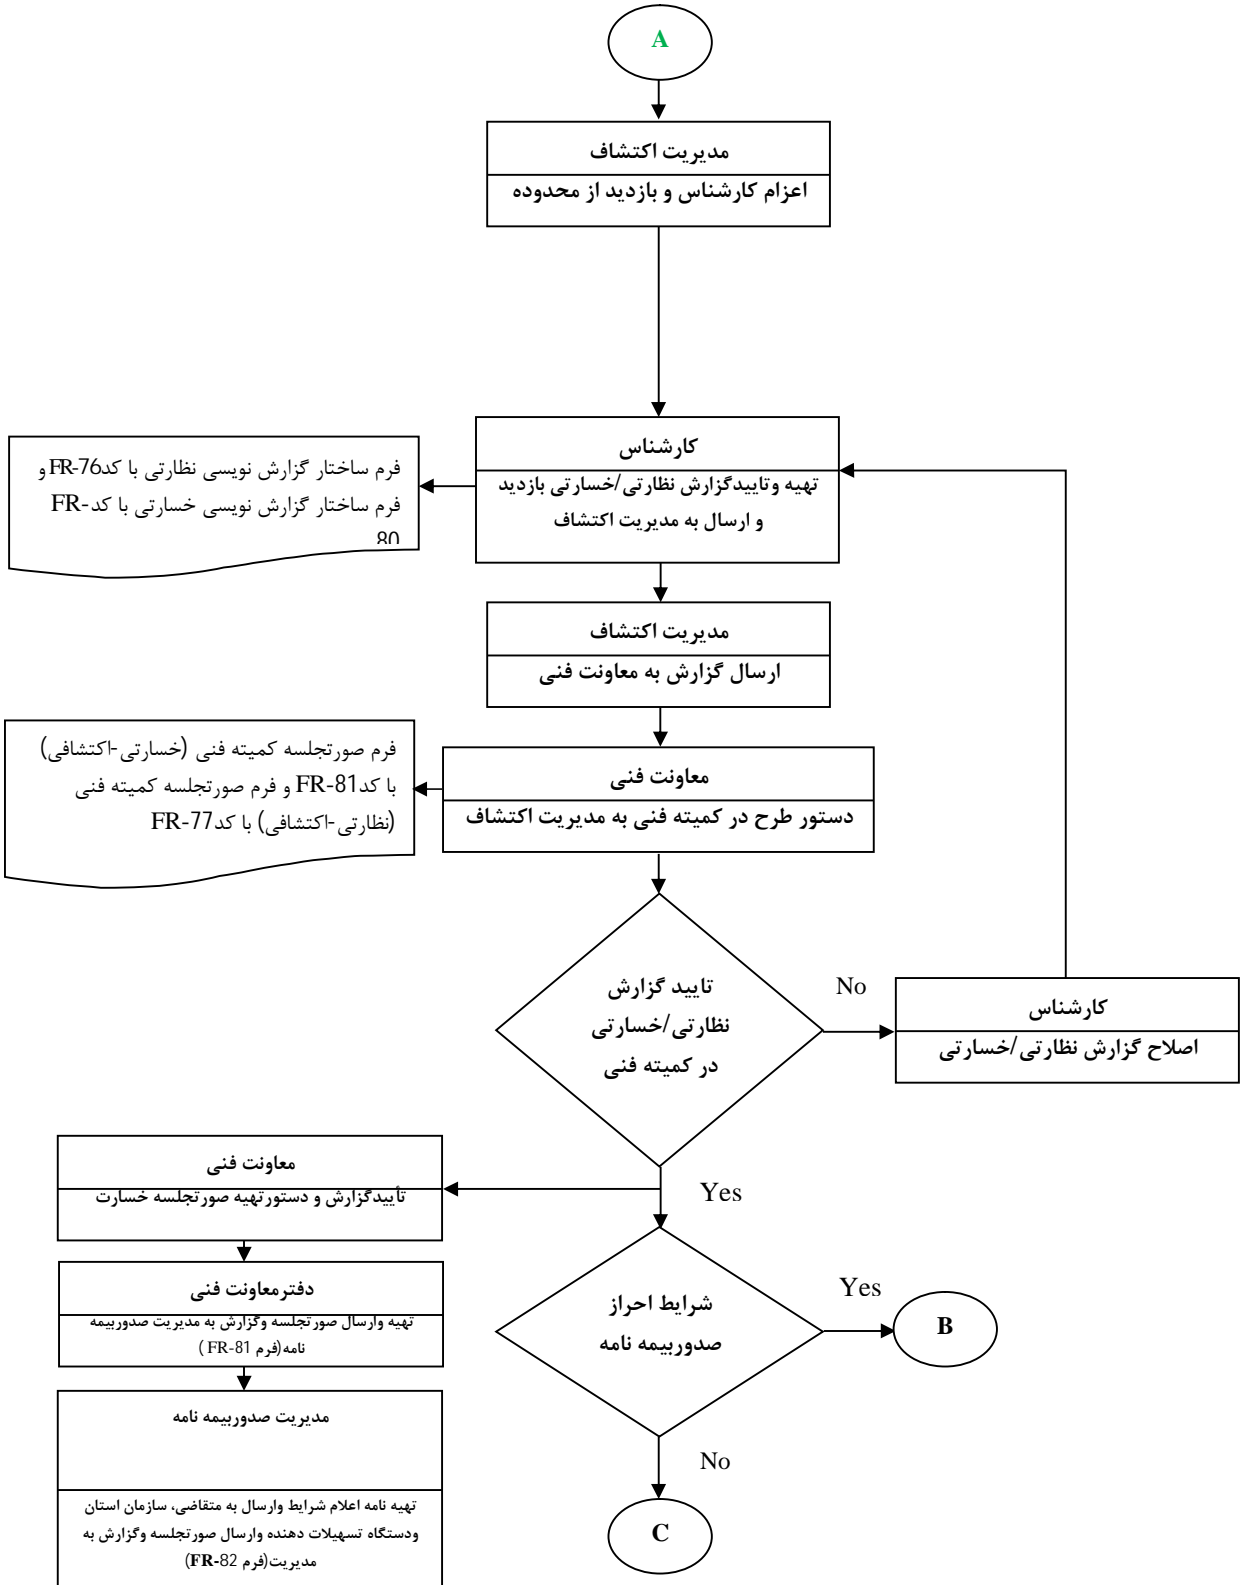 A
مدیریت اکتشاف
اعزام کارشناس و بازدید از محدوده
کارشناس
تهیه وتاییدگزارش نظارتی/خسارتی بازدید
و ارسال به مدیریت اکتشاف
فرم ساختار گزارش نویسی نظارتی با کدFR-76 و
فرم ساختار گزارش نویسی خسارتی با کد FR-
80
مدیریت اکتشاف
ارسال گزارش به معاونت فنی
معاونت فنی
دستور طرح در کمیته فنی به مدیریت اکتشاف
فرم صورتجلسه کمیته فنی (خسارتی-اکتشافی)
با کدFR-81 و فرم صورتجلسه کمیته فنی
(نظارتی-اکتشافی) با کدFR-77
تایید گزارش
نظارتی/خسارتی
در کمیته فنی
No
کارشناس
اصلاح گزارش نظارتی/خسارتی
Yes
معاونت فنی
تأییدگزارش و دستورتهیه صورتجلسه خسارت
دفترمعاونت فنی
تهیه وارسال صورتجلسه وگزارش به مدیریت صدوربیمه
نامه(فرم FR-81 )
شرایط احراز
صدوربیمه نامه
Yes
B
No
C
مدیریت صدوربیمه نامه
تهیه نامه اعلام شرایط وارسال به متقاضی، سازمان استان
ودستگاه تسهیلات دهنده وارسال صورتجلسه وگزارش به
مدیریت(فرم FR-82)